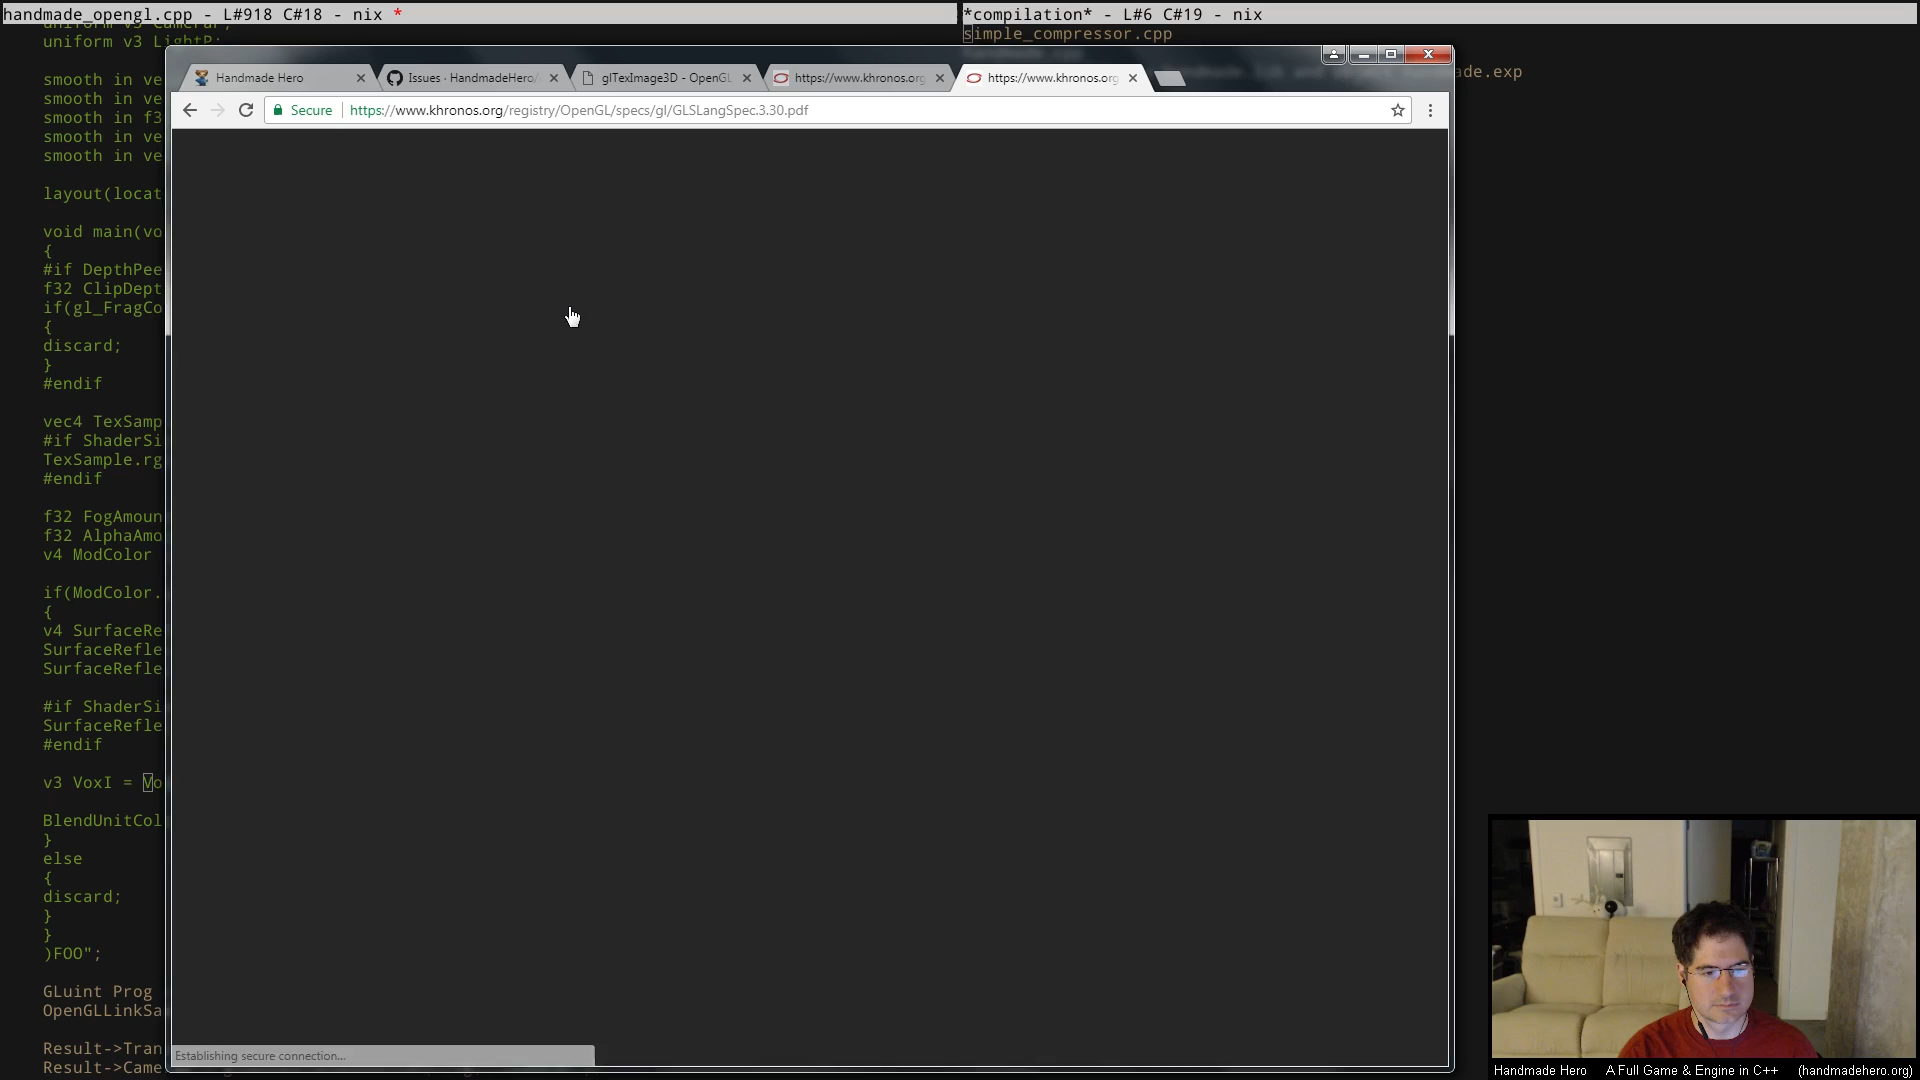 handmade_opengl.cpp - L#918 C#18 - nix *
*compilation* - L#6 C#19 - nix
simple_compressor.cpp
uniform v3 LightP;
Handmade Hero
Issues · HandmadeHero/
glTexImage3D - OpenGL
https://www.khronos.org
https://www.khronos.org
ade.exp
Secure
https://www.khronos.org/registry/OpenGL/specs/gl/GLSLangSpec.3.30.pdf
smooth in ve
smooth in ve
smooth in f3
smooth in ve
smooth in ve
layout(locat
void main(vo
{
#if DepthPee
f32 ClipDept
if(gl_FragCo
{
discard;
}
#endif
vec4 TexSamp
#if ShaderSi
TexSample.rg
#endif
f32 FogAmoun
f32 AlphaAmo
v4 ModColor
if(ModColor.
{
v4 SurfaceRe
SurfaceRefle
SurfaceRefle
#if ShaderSi
SurfaceRefle
#endif
v3 VoxI = Vo
BlendUnitCol
}
else
{
discard;
}
}
)FOO";
GLuint Prog
OpenGLLinkSa
Result->Tran
Result->Came
Establishing secure connection...
Handmade Hero
A Full Game & Engine in C++
(handmadehero.org)